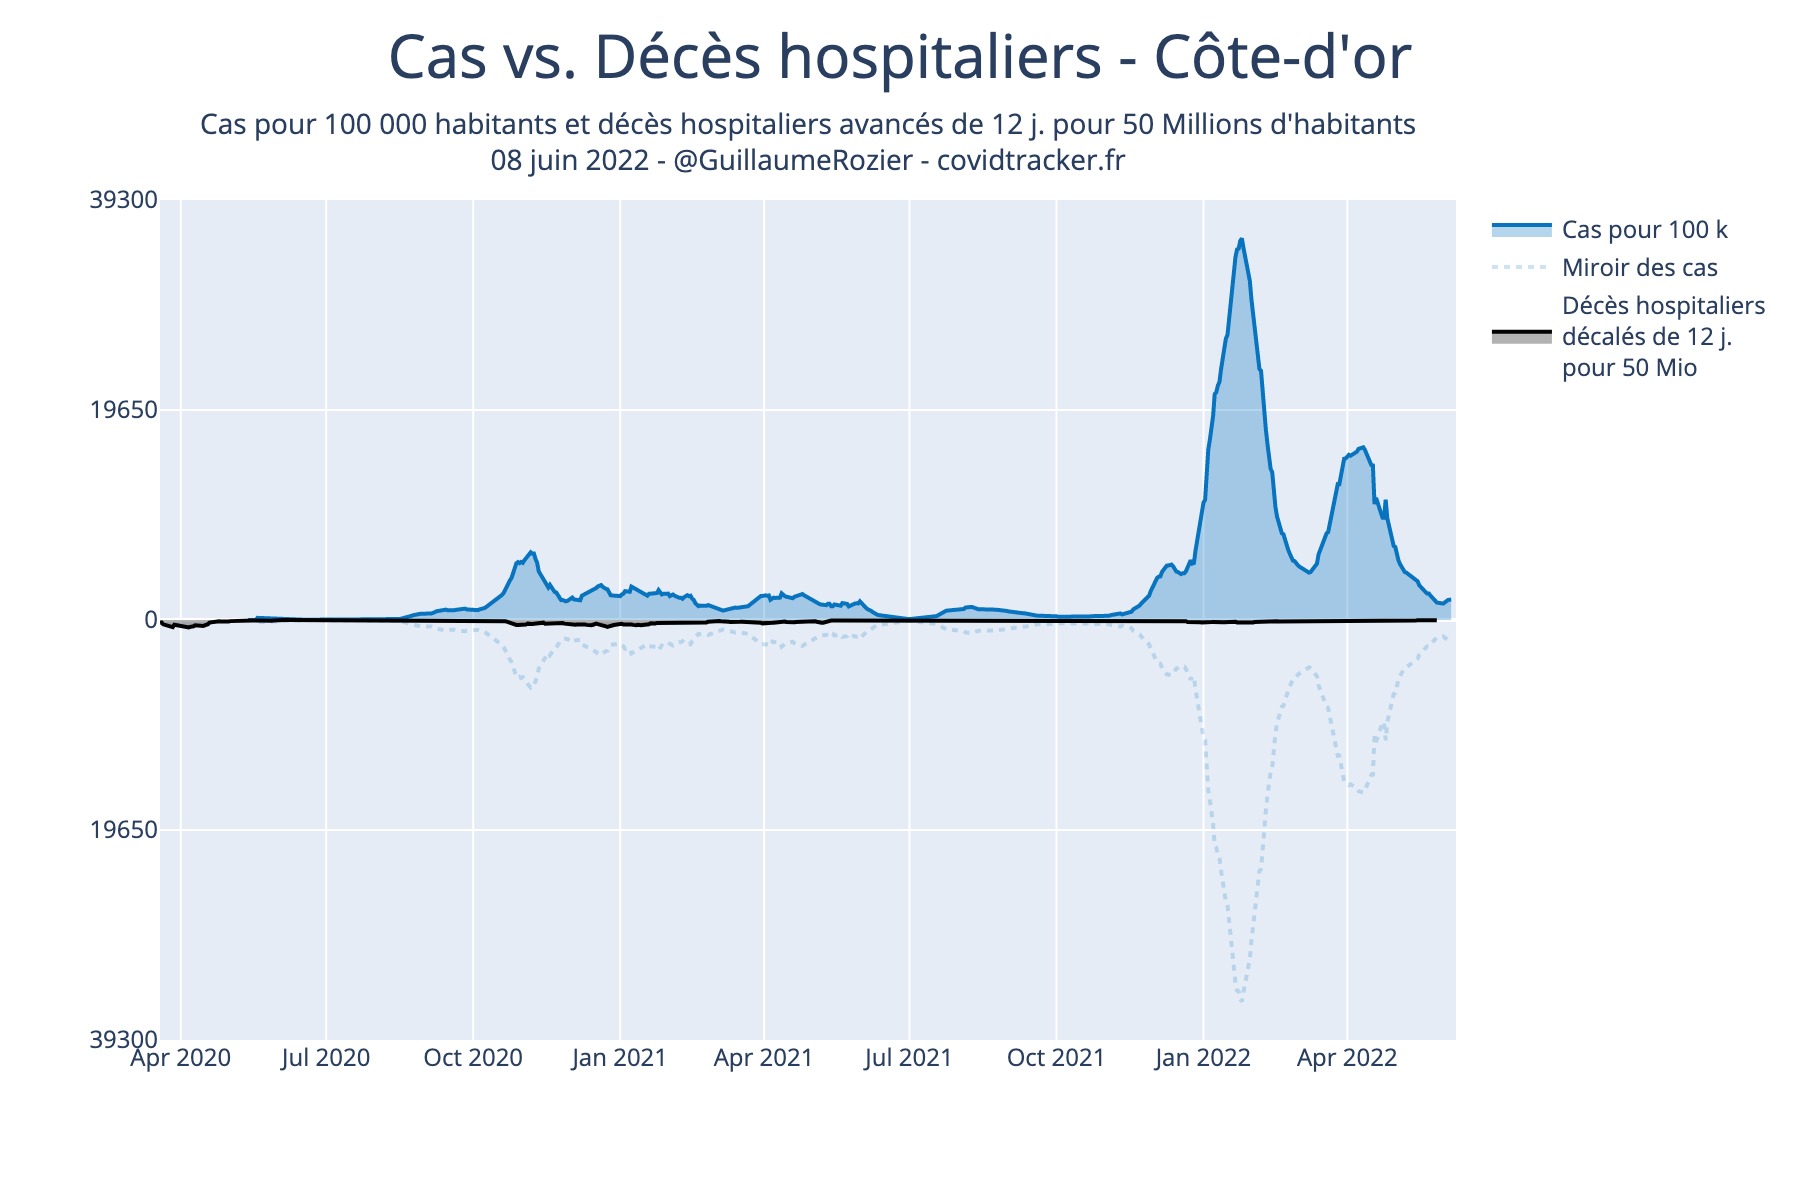 Cas vs. Décès hospitaliers - Côte-d'or
Cas pour 100 000 habitants et décès hospitaliers avancés de 12 j. pour 50 Millions d'habitants
08 juin 2022 - @GuillaumeRozier - covidtracker.fr
39300
19650
0
19650
39300
Apr 2020
Jul 2020
Oct 2020
Jan 2021
Apr 2021
Jul 2021
Oct 2021
Jan 2022
Apr 2022
Cas pour 100 k
Miroir des cas
Décès hospitaliers
décalés de 12 j.
pour 50 Mio